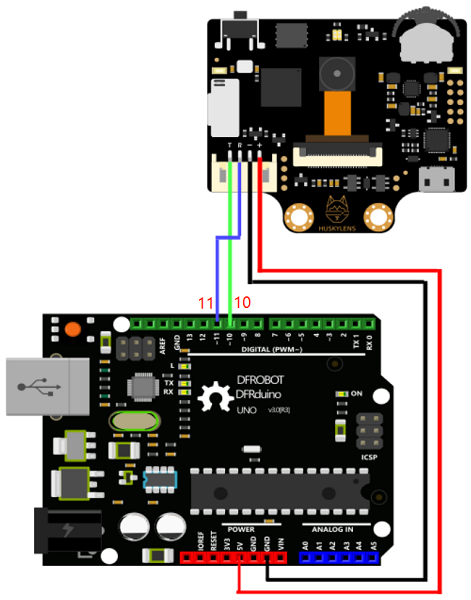 T R - +
HUSKYLENS
11 10
AREF GND 13 12 ~11 ~10 ~9 8 7 ~6 ~5 4 ~3 2 TX 1 RX 0
DIGITAL (PWM~)
L
TX
RX
DFROBOT
DFRduino
UNO v3.0[R3]
ON
ICSP
POWER
ANALOG IN
IOREF RESET 3V3 5V GND GND VIN A0 A1 A2 A3 A4 A5